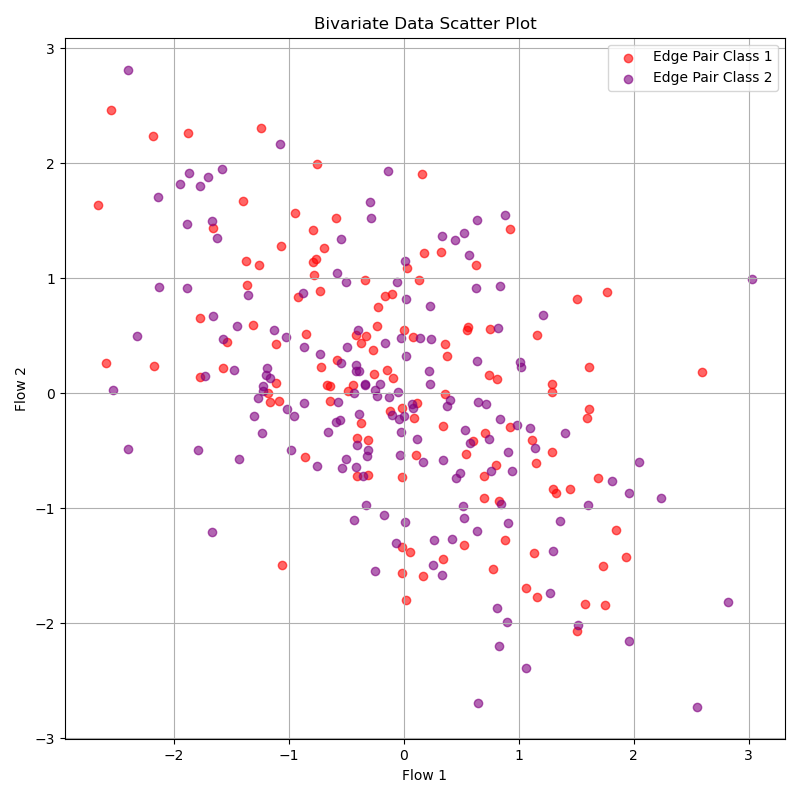 Bivariate Data Scatter Plot
Edge Pair Class 1
Edge Pair Class 2
Flow 2
3
2
1
0
−1
−2
−3
−2
−1
0
1
2
3
Flow 1